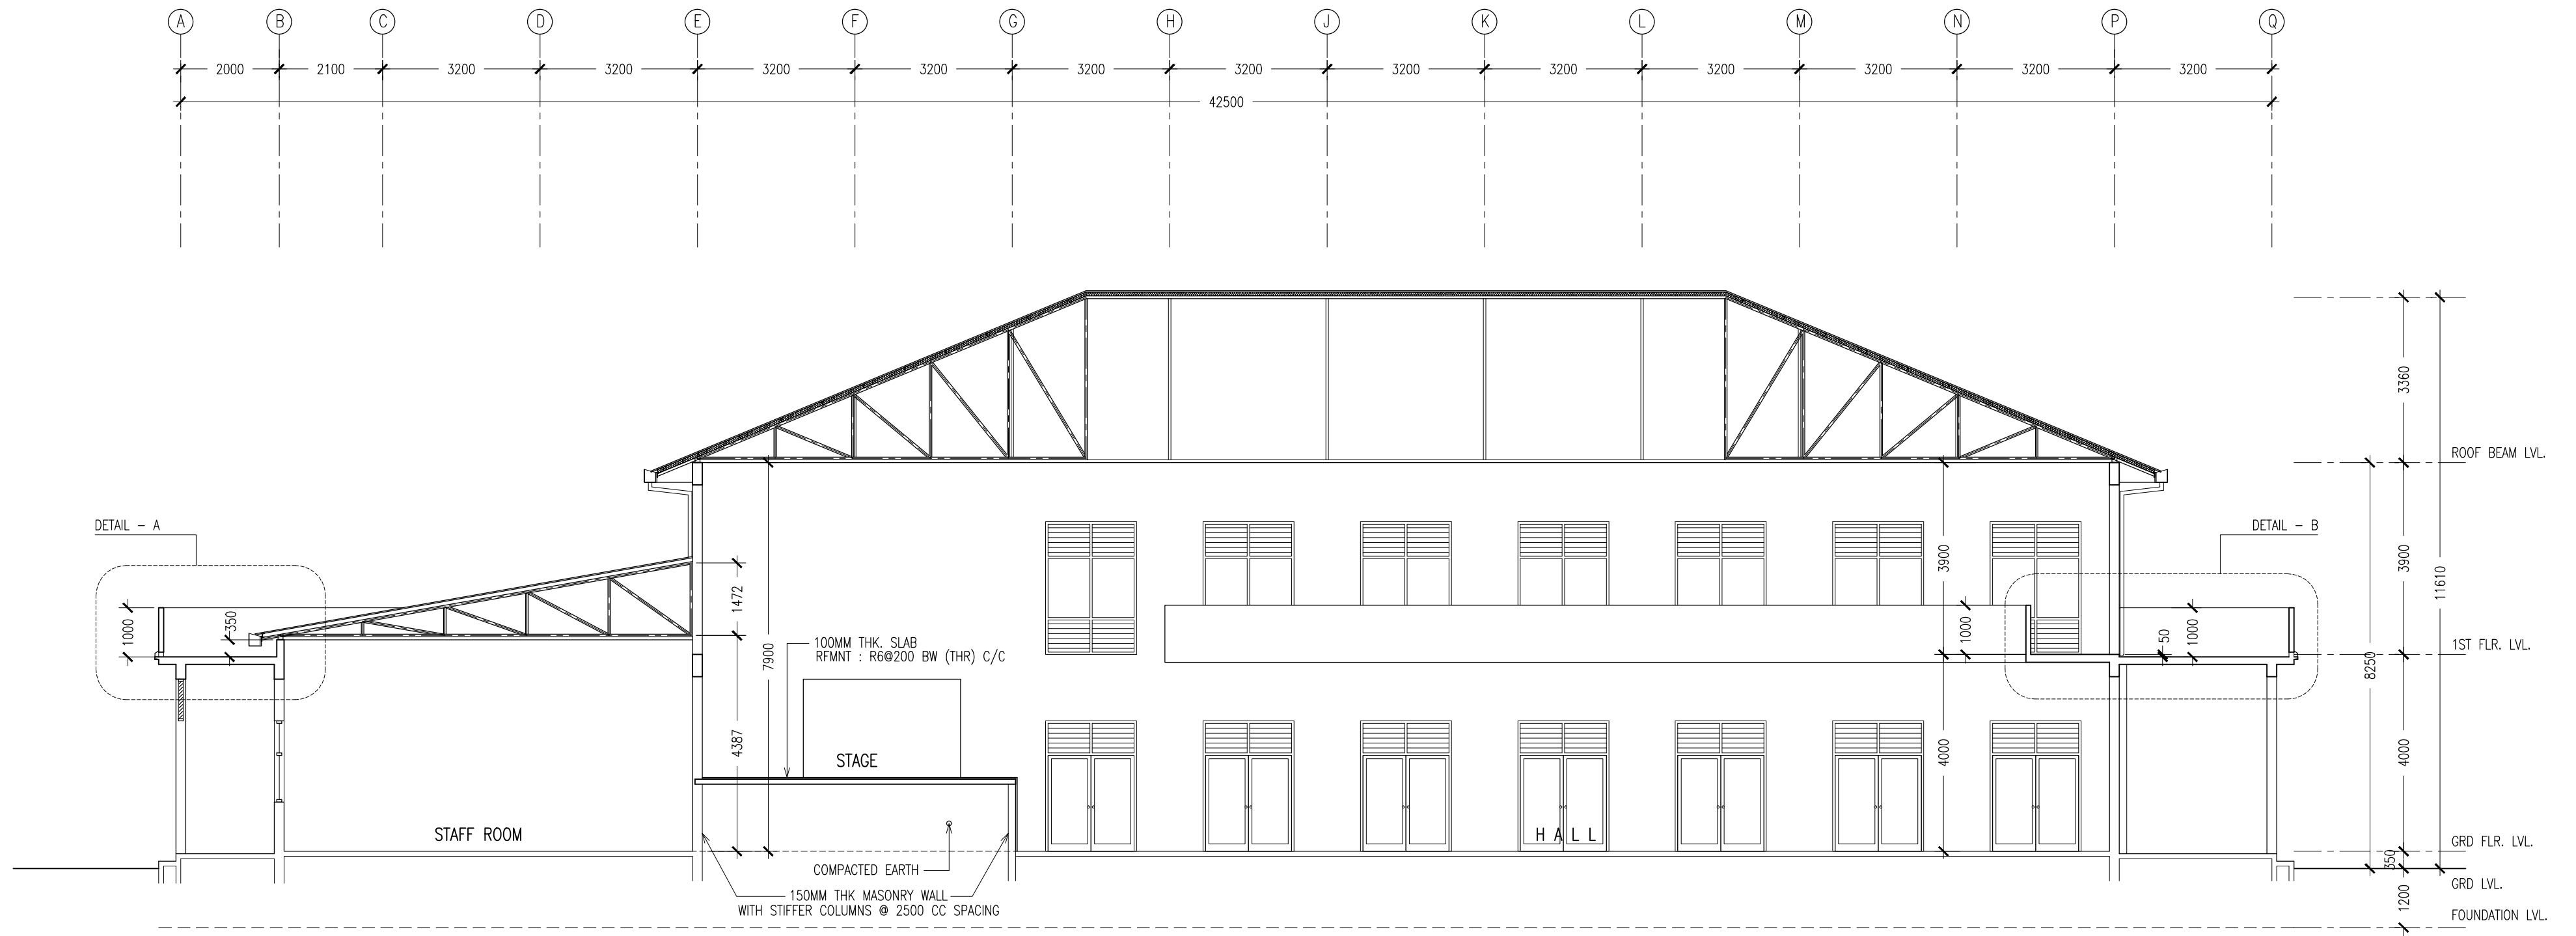 A B C D E F G H J K L M N P Q
2000 2100 3200 3200 3200 3200 3200 3200 3200 3200 3200 3200 3200 3200
42500
3360
ROOF BEAM LVL.
DETAIL - A
DETAIL - B
3900
3900
11610
1000
350
1472
1000
50
1000
7900
100MM THK. SLAB
RFMNT : R6@200 BW (THR) C/C
1ST FLR. LVL.
8250
4387
STAGE
4000
4000
STAFF ROOM
HALL
GRD FLR. LVL.
350
COMPACTED EARTH
GRD LVL.
150MM THK MASONRY WALL
WITH STIFFER COLUMNS @ 2500 CC SPACING
1200
FOUNDATION LVL.